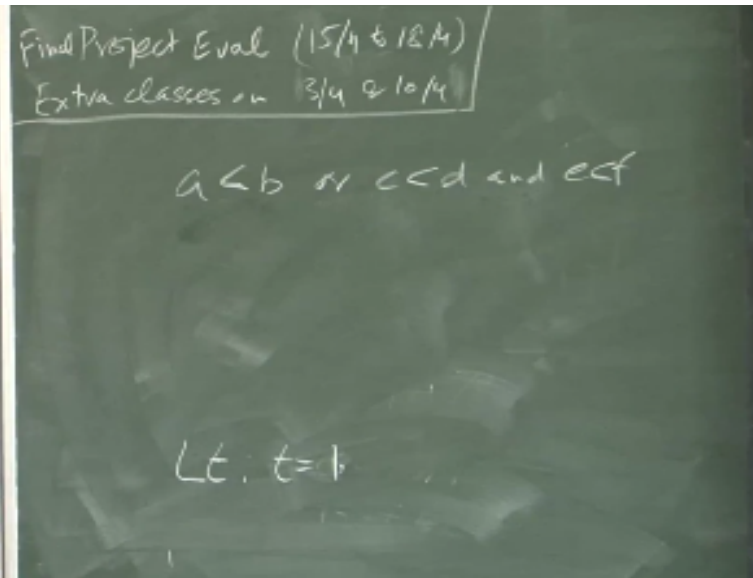 Final Project Eval (15/4 to 18/4)
Extra classes on 3/4 & 10/4
a<b or c<d and e<f
Lt. t=1